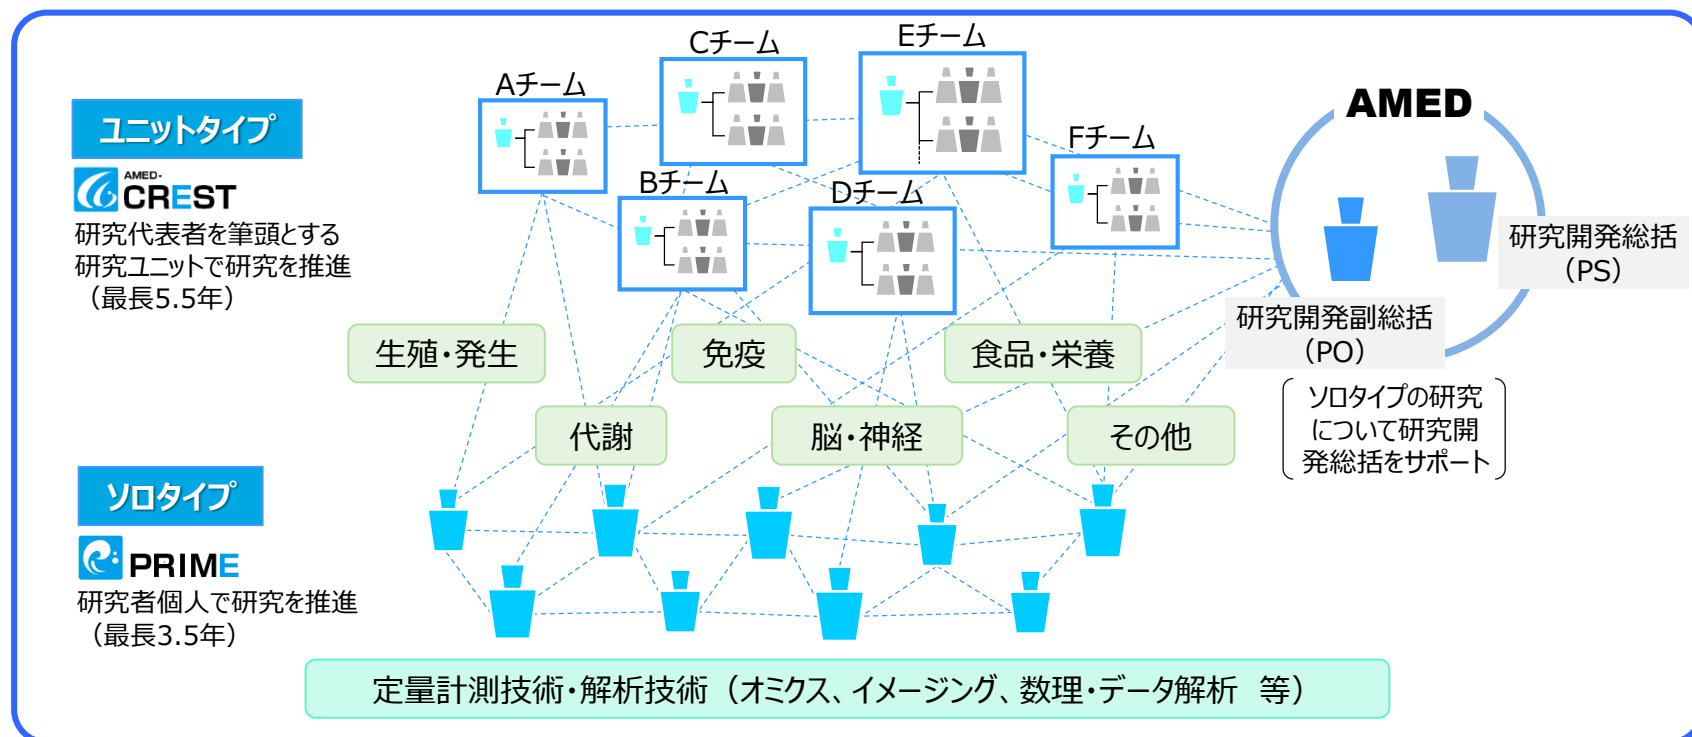 Aチーム
Cチーム
Eチーム
Bチーム
Dチーム
Fチーム
AMED
ユニットタイプ
AMED-
CREST
研究代表者を筆頭とする
研究ユニットで研究を推進
（最長5.5年）
研究開発総括
（PS）
研究開発副総括
（PO）
ソロタイプの研究
について研究開
発総括をサポート
生殖・発生
免疫
食品・栄養
代謝
脳・神経
その他
ソロタイプ
PRIME
研究者個人で研究を推進
（最長3.5年）
定量計測技術・解析技術（オミクス、イメージング、数理・データ解析　等）